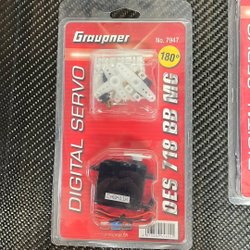 Graupner
No. 7947
180°
DIGITAL SERVO
DES 718 BB MG